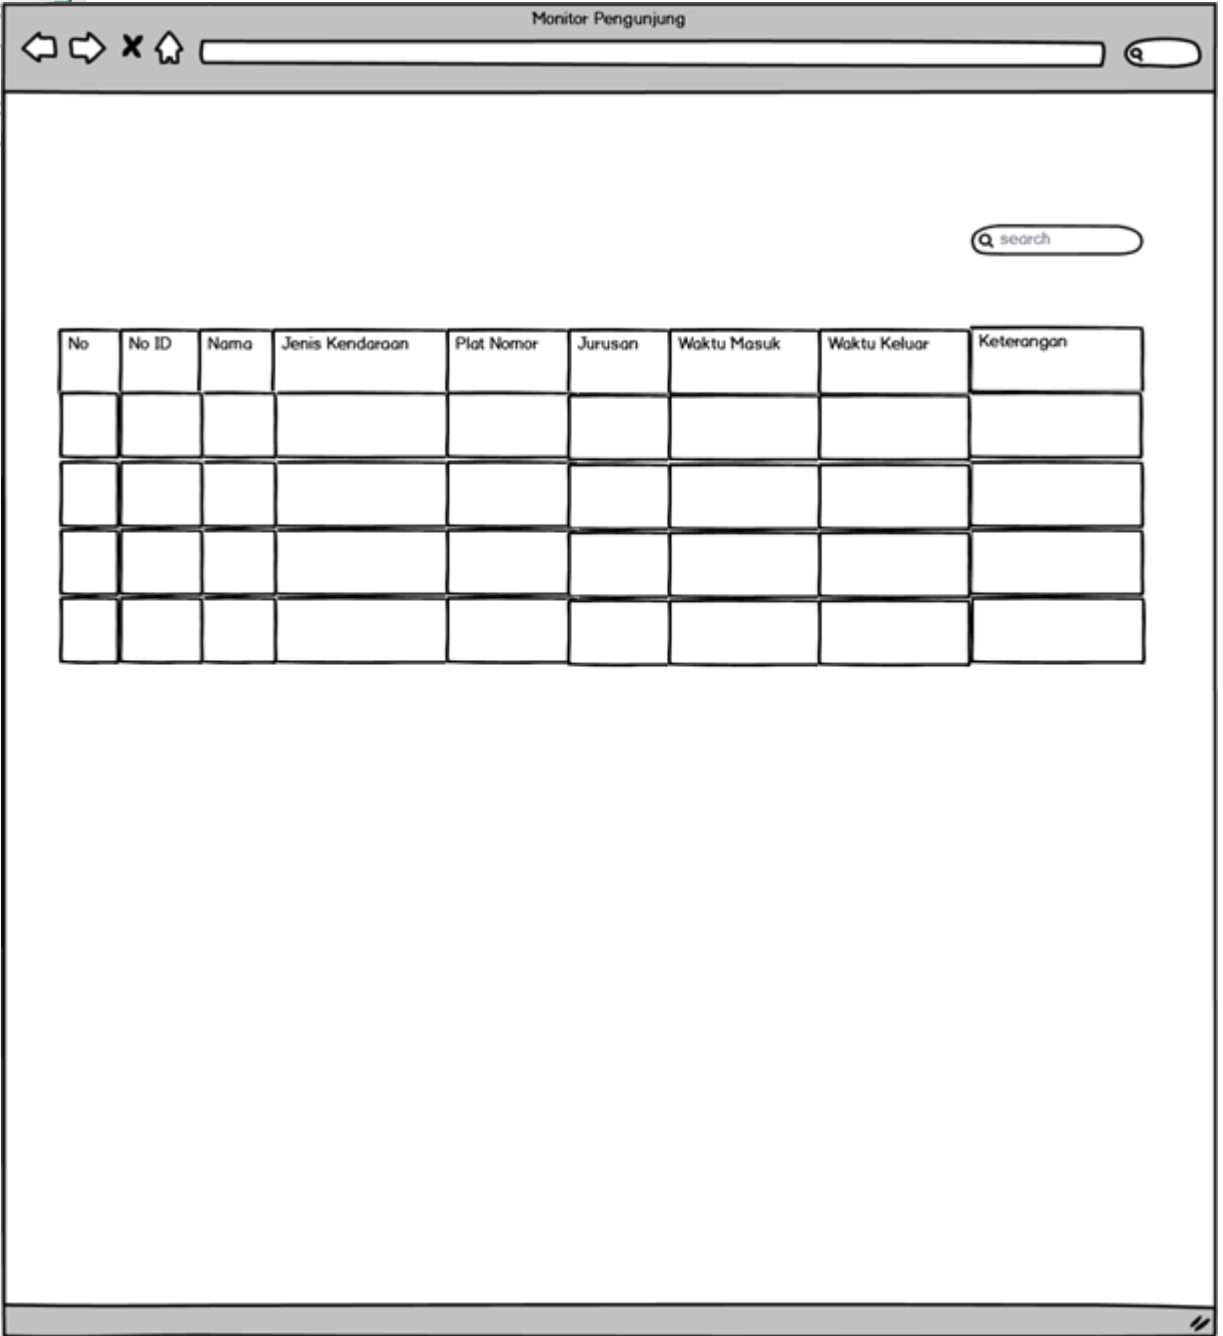 Monitor Pengunjung
search
No No ID Nama Jenis Kendaraan Plat Nomor Jurusan Waktu Masuk Waktu Keluar Keterangan